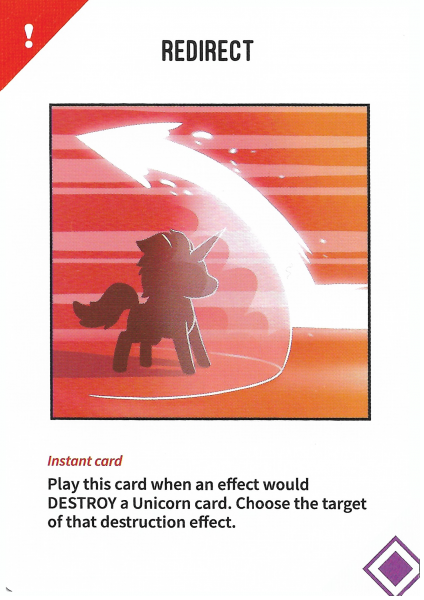 !
REDIRECT
Instant card
Play this card when an effect would
DESTROY a Unicorn card. Choose the target
of that destruction effect.